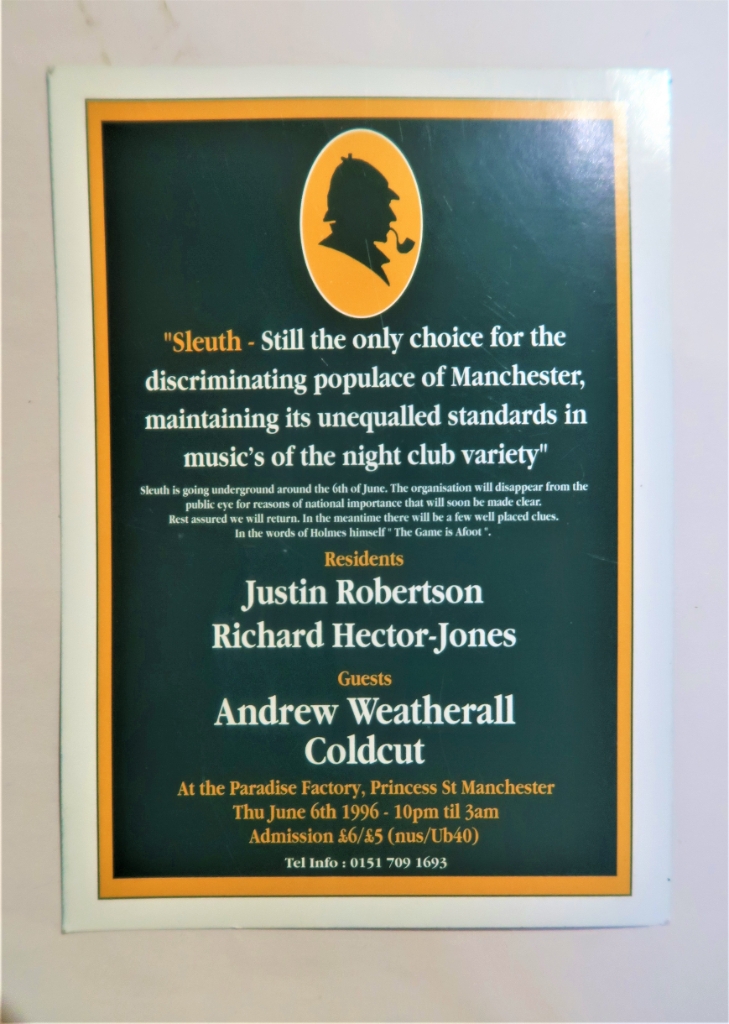 "Sleuth - Still the only choice for the
discriminating populace of Manchester,
maintaining its unequalled standards in
music's of the night club variety"
Sleuth is going underground around the 6th of June. The organisation will disappear from the
public eye for reasons of national importance that will soon be made clear.
Rest assured we will return. In the meantime there will be a few well placed clues.
In the words of Holmes himself " The Game is Afoot ".
Residents
Justin Robertson
Richard Hector-Jones
Guests
Andrew Weatherall
Coldcut
At the Paradise Factory, Princess St Manchester
Thu June 6th 1996 - 10pm til 3am
Admission £6/£5 (nus/Ub40)
Tel Info : 0151 709 1693